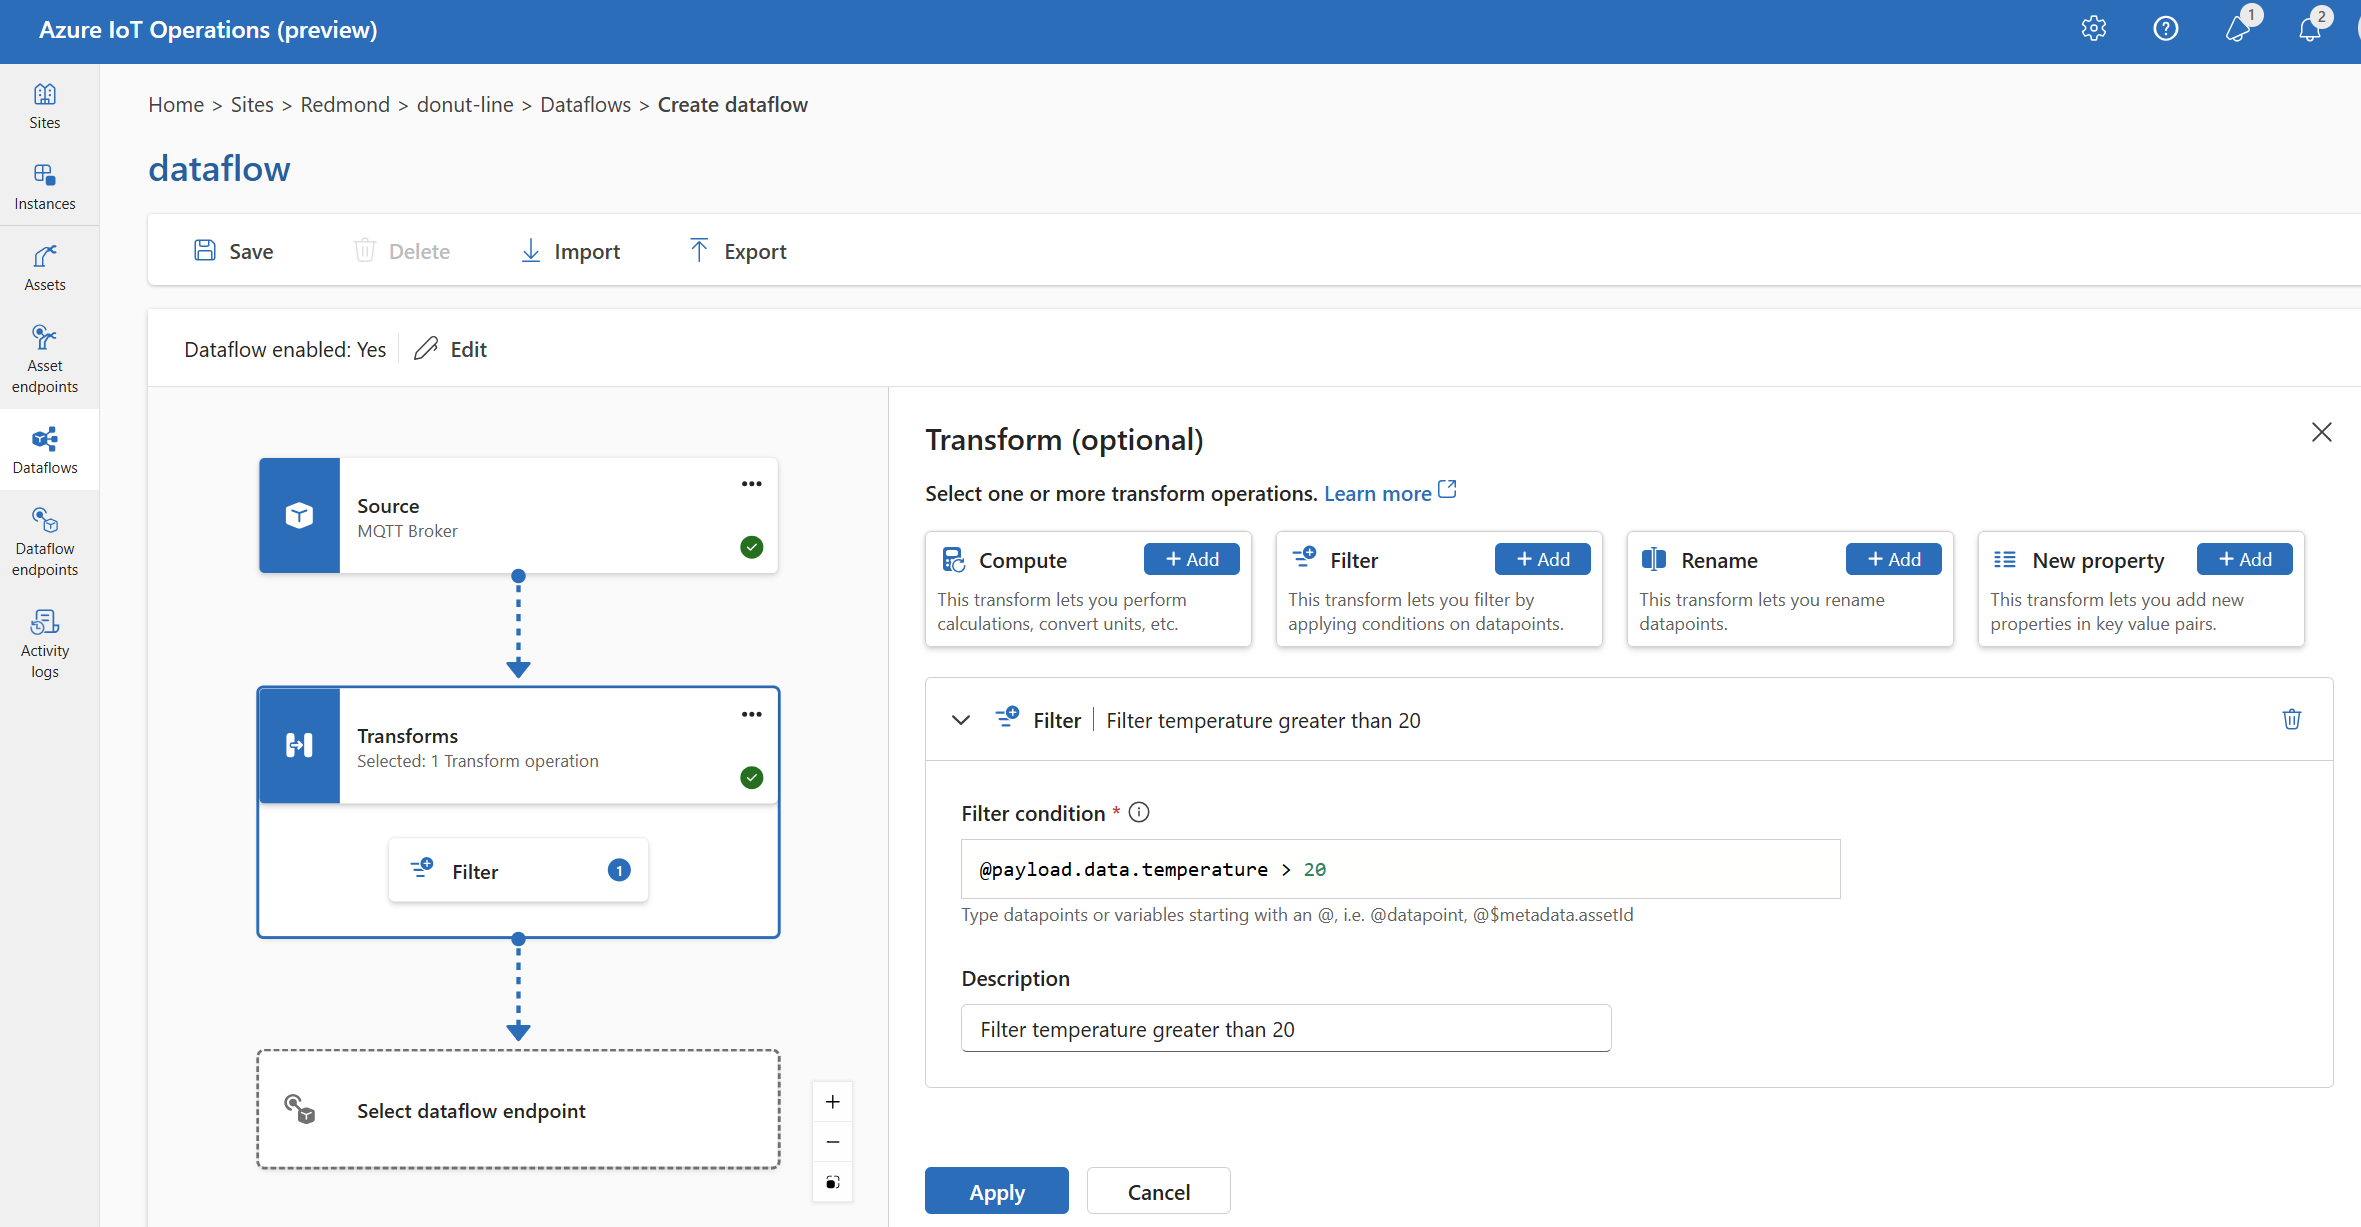 Azure IoT Operations (preview)
1
2
Sites
Instances
Assets
Asset
endpoints
Dataflows
Dataflow
endpoints
Activity
logs
Home > Sites > Redmond > donut-line > Dataflows > Create dataflow
dataflow
Save
Delete
Import
Export
Dataflow enabled: Yes
Edit
Source
MQTT Broker
Transforms
Selected: 1 Transform operation
Filter
1
Select dataflow endpoint
Transform (optional)
Select one or more transform operations. Learn more
Compute
+ Add
This transform lets you perform
calculations, convert units, etc.
Filter
+ Add
This transform lets you filter by
applying conditions on datapoints.
Rename
+ Add
This transform lets you rename
datapoints.
New property
+ Add
This transform lets you add new
properties in key value pairs.
Filter | Filter temperature greater than 20
Filter condition *
@payload.data.temperature > 20
Type datapoints or variables starting with an @, i.e. @datapoint, @$metadata.assetId
Description
Filter temperature greater than 20
Apply
Cancel